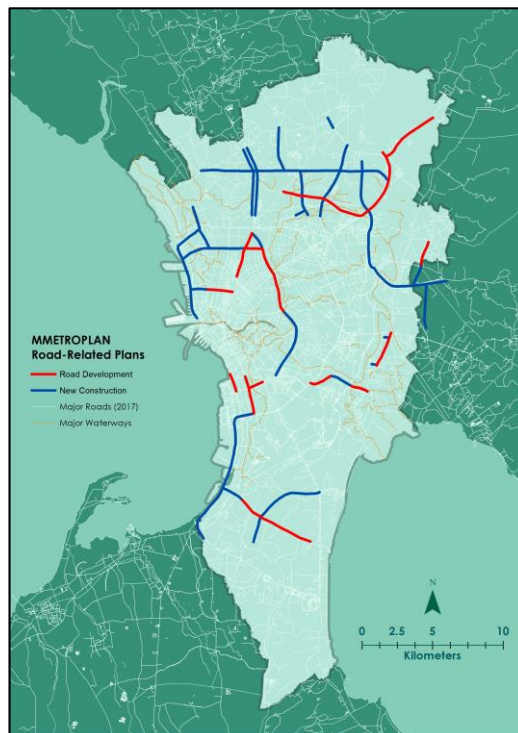 MMETROPLAN
Road-Related Plans
Road Development
New Construction
Major Roads (2017)
Major Waterways
N
0 2.5 5 10
Kilometers